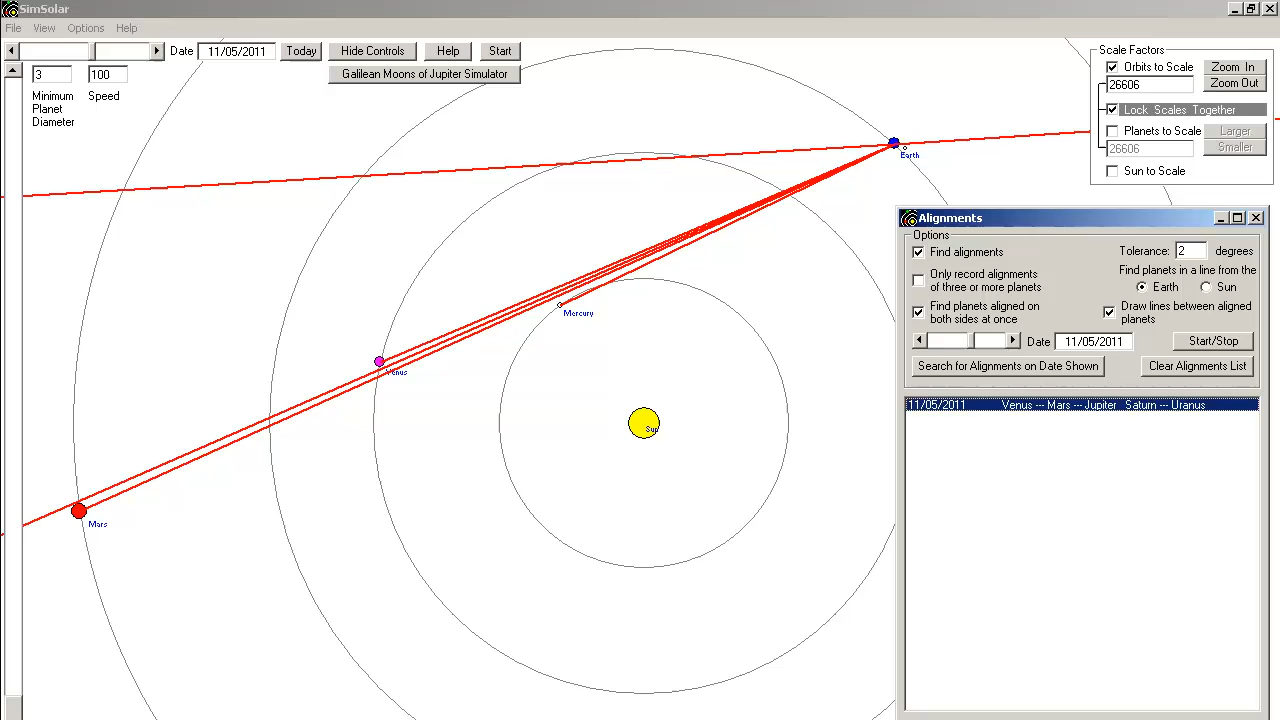 SimSolar
File View Options Help
Date 11/05/2011 Today Hide Controls Help Start
Galilean Moons of Jupiter Simulator
3 100
Minimum Planet Diameter
Speed
Scale Factors
Orbits to Scale Zoom In
26606 Zoom Out
Lock Scales Together
Planets to Scale Larger
26606 Smaller
Sun to Scale
Earth
Mercury
Venus
Sun
Mars
Alignments
Options
Find alignments Tolerance: 2 degrees
Only record alignments of three or more planets
Find planets in a line from the
Earth Sun
Find planets aligned on both sides at once
Draw lines between aligned planets
Date 11/05/2011 Start/Stop
Search for Alignments on Date Shown Clear Alignments List
11/05/2011 Venus --- Mars --- Jupiter Saturn --- Uranus